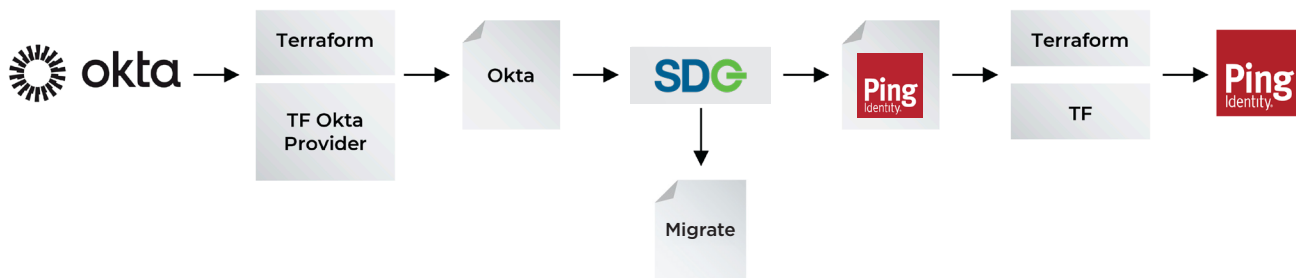 okta
Terraform
TF Okta
Provider
Okta
SDG
Migrate
Ping
Identity.
Terraform
TF
Ping
Identity.